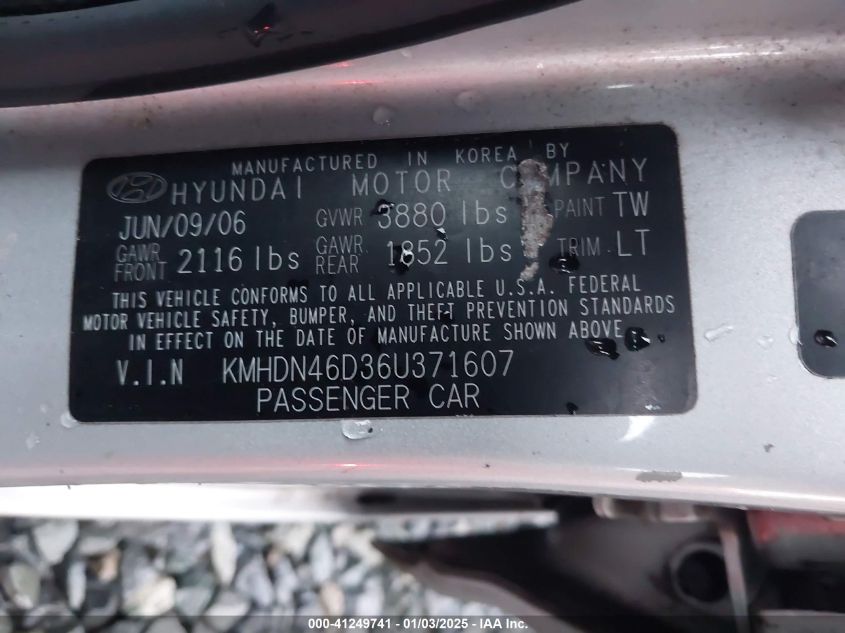 MANUFACTURED IN KOREA BY
HYUNDAI MOTOR COMPANY
JUN/09/06 GVWR 3880 lbs PAINT TW
GAWR FRONT 2116 lbs GAWR REAR 1852 lbs TRIM LT
THIS VEHICLE CONFORMS TO ALL APPLICABLE U.S.A. FEDERAL
MOTOR VEHICLE SAFETY, BUMPER, AND THEFT PREVENTION STANDARDS
IN EFFECT ON THE DATE OF MANUFACTURE SHOWN ABOVE.
V.I.N KMHDN46D36U371607
PASSENGER CAR
000-41249741 - 01/03/2025 - IAA Inc.